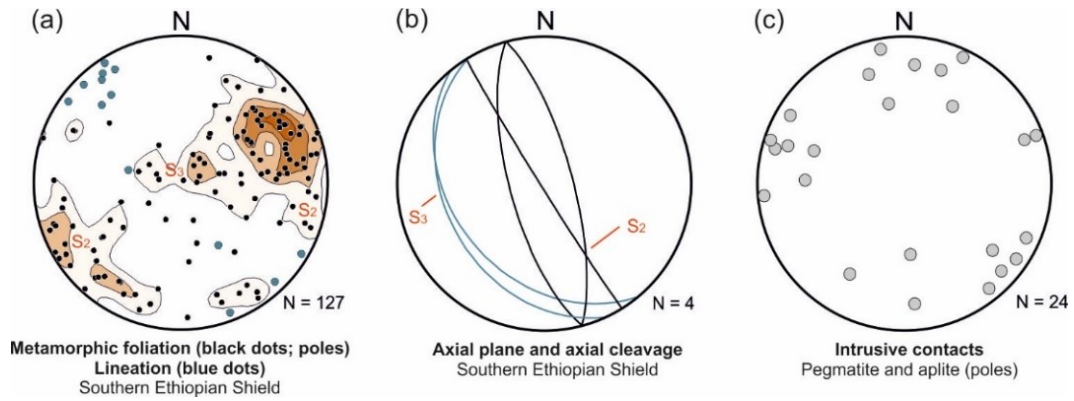 (a)
N
S3
S2
S2
N = 127
Metamorphic foliation (black dots; poles)
Lineation (blue dots)
Southern Ethiopian Shield
(b)
N
S3
S2
N = 4
Axial plane and axial cleavage
Southern Ethiopian Shield
(c)
N
N = 24
Intrusive contacts
Pegmatite and aplite (poles)